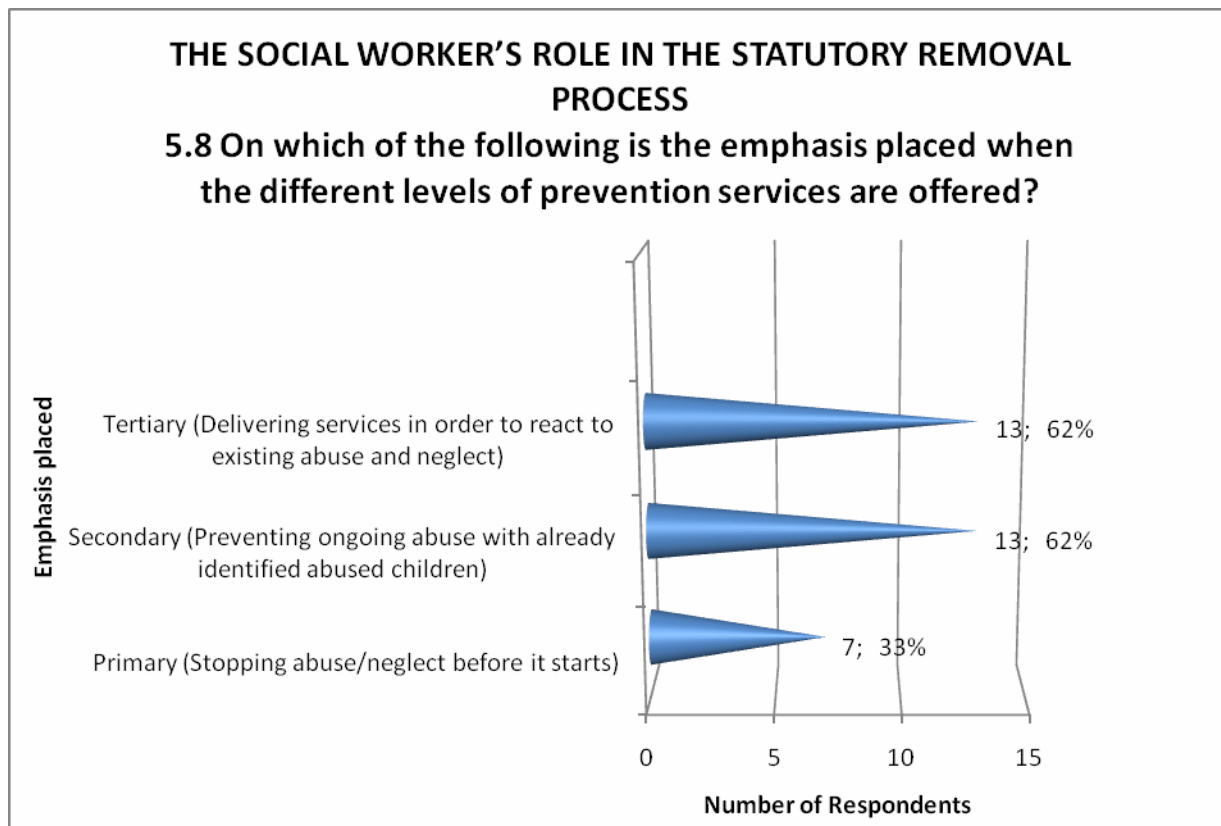 THE SOCIAL WORKER’S ROLE IN THE STATUTORY REMOVAL
PROCESS
5.8 On which of the following is the emphasis placed when
the different levels of prevention services are offered?
Emphasis placed
Tertiary (Delivering services in order to react to
existing abuse and neglect)
13; 62%
Secondary (Preventing ongoing abuse with already
identified abused children)
13; 62%
Primary (Stopping abuse/neglect before it starts)
7; 33%
0 5 10 15
Number of Respondents